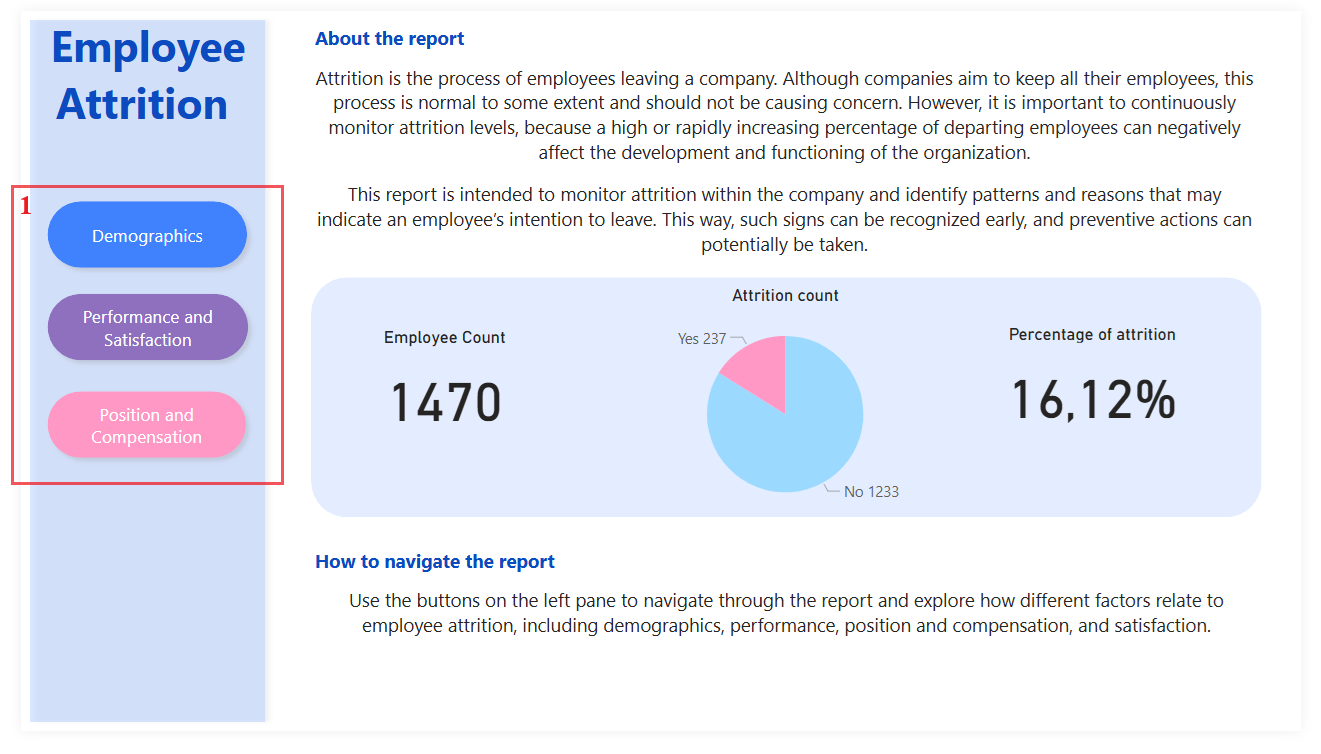 Employee
Attrition
1
Demographics
Performance and
Satisfaction
Position and
Compensation
About the report
Attrition is the process of employees leaving a company. Although companies aim to keep all their employees, this
process is normal to some extent and should not be causing concern. However, it is important to continuously
monitor attrition levels, because a high or rapidly increasing percentage of departing employees can negatively
affect the development and functioning of the organization.
This report is intended to monitor attrition within the company and identify patterns and reasons that may
indicate an employee’s intention to leave. This way, such signs can be recognized early, and preventive actions can
potentially be taken.
Employee Count
1470
Attrition count
Yes 237
No 1233
Percentage of attrition
16,12%
How to navigate the report
Use the buttons on the left pane to navigate through the report and explore how different factors relate to
employee attrition, including demographics, performance, position and compensation, and satisfaction.